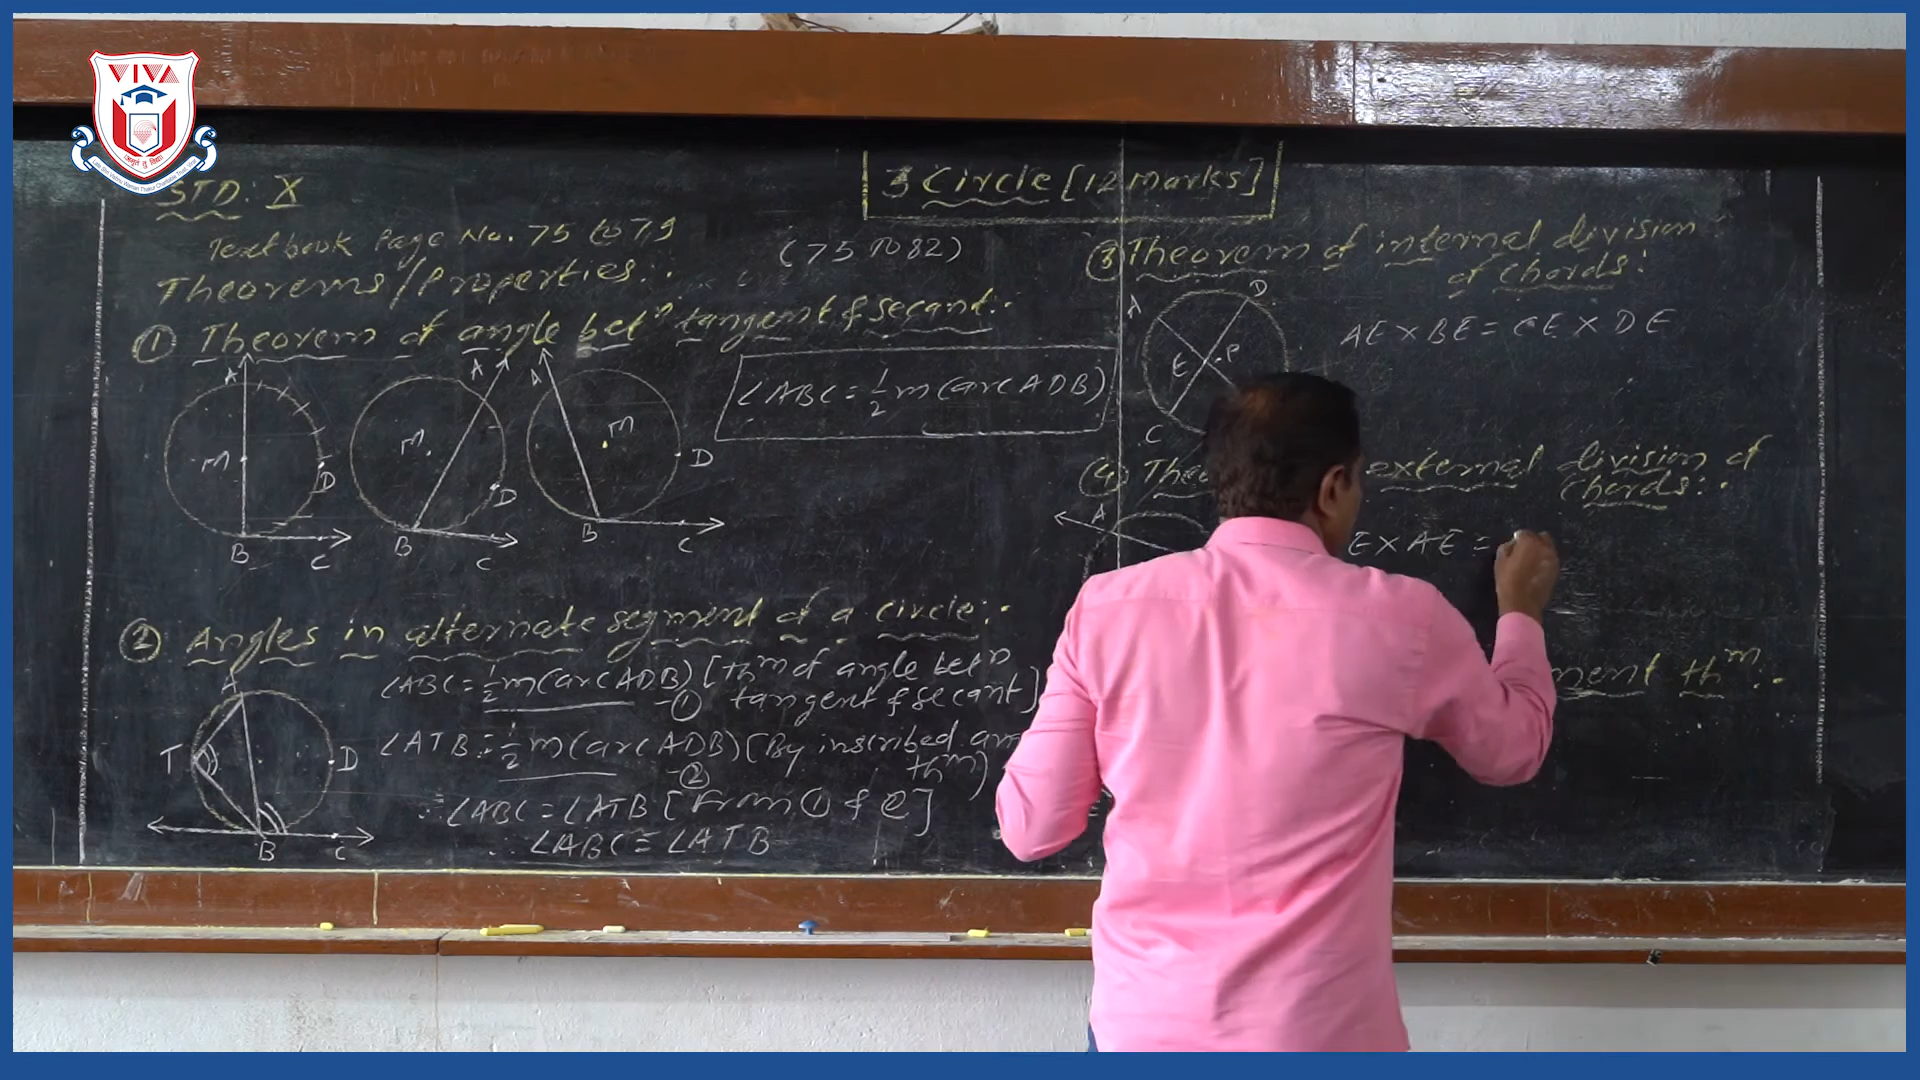 VIVA
STD: X
3 Circle [12 Marks]
Textbook Page No. 75 to 79
(75 to 82)
Theorems/Properties:.
① Theorem of angle betⁿ tangent & secant:.
A
M
D
B
C
A
M
D
B
C
A
M
D
B
C
∠ABC = 1/2 m(arc ADB)
② Angles in alternate segment of a circle:.
∠ABC = 1/2 m(arc ADB) [thᵐ of angle betⁿ
-① tangent & secant]
∠ATB = 1/2 m(arc ADB) [By inscribed
-② thᵐ]
∴ ∠ABC = ∠ATB [From ① & ②]
∴ ∠ABC ≅ ∠ATB
A
T
D
B
C
③ Theorem of internal division
of chords:
A
D
E
P
C
AE × BE = CE × DE
④ external division of
chords:.
A
E × AE =
ment thᵐ:.